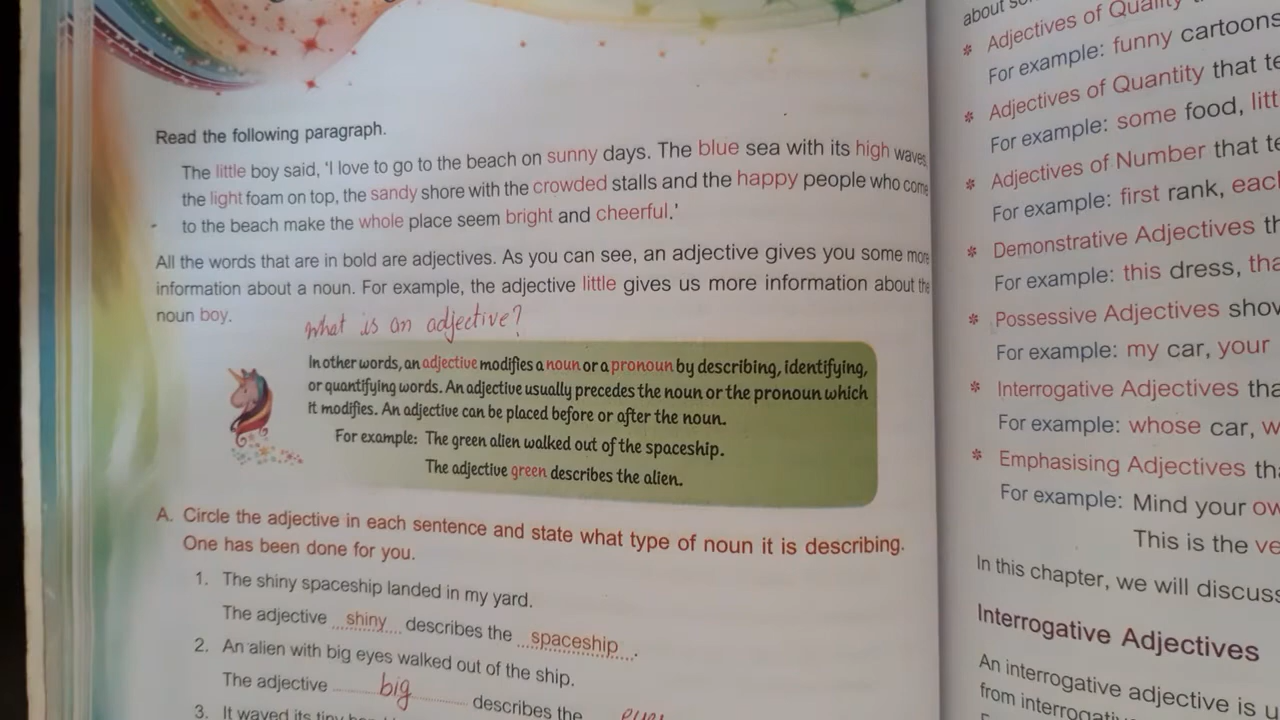 Read the following paragraph.
The little boy said, 'I love to go to the beach on sunny days. The blue sea with its high waves,
the light foam on top, the sandy shore with the crowded stalls and the happy people who come
to the beach make the whole place seem bright and cheerful.'
All the words that are in bold are adjectives. As you can see, an adjective gives you some more
information about a noun. For example, the adjective little gives us more information about the
noun boy.
What is an adjective?
In other words, an adjective modifies a noun or a pronoun by describing, identifying,
or quantifying words. An adjective usually precedes the noun or the pronoun which
it modifies. An adjective can be placed before or after the noun.
For example: The green alien walked out of the spaceship.
The adjective green describes the alien.
A. Circle the adjective in each sentence and state what type of noun it is describing.
One has been done for you.
1. The shiny spaceship landed in my yard.
The adjective shiny describes the spaceship.
2. An alien with big eyes walked out of the ship.
The adjective big describes the
3. It waved its tiny
about
* Adjectives of Quality
For example: funny cartoons
* Adjectives of Quantity that
For example: some food,
* Adjectives of Number that
For example: first rank,
* Demonstrative Adjectives
For example: this dress,
* Possessive Adjectives
For example: my car, your
* Interrogative Adjectives
For example: whose car,
* Emphasising Adjectives
For example: Mind your
This is the
In this chapter, we will discuss
Interrogative Adjectives
An interrogative adjective is
from